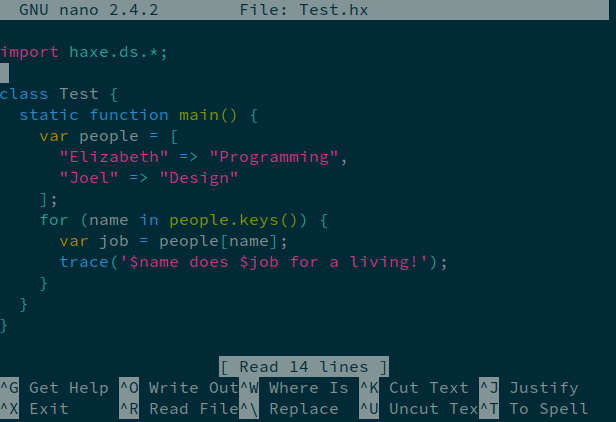 GNU nano 2.4.2        File: Test.hx
import haxe.ds.*;
class Test {
  static function main() {
    var people = [
      "Elizabeth" => "Programming",
      "Joel" => "Design"
    ];
    for (name in people.keys()) {
      var job = people[name];
      trace('$name does $job for a living!');
    }
  }
}
[ Read 14 lines ]
^G Get Help ^O Write Out^W Where Is ^K Cut Text ^J Justify
^X Exit     ^R Read File^\ Replace  ^U Uncut Tex^T To Spell